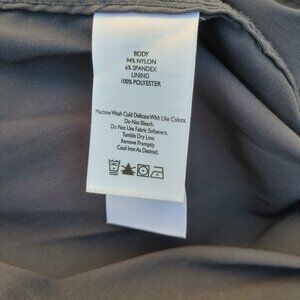 BODY
94% NYLON
6% SPANDEX
LINING
100% POLYESTER
Machine Wash Cold Delicate With Like Colors.
Do Not Bleach.
Do Not Use Fabric Softeners.
Tumble Dry Low.
Remove Promptly.
Cool Iron As Desired.